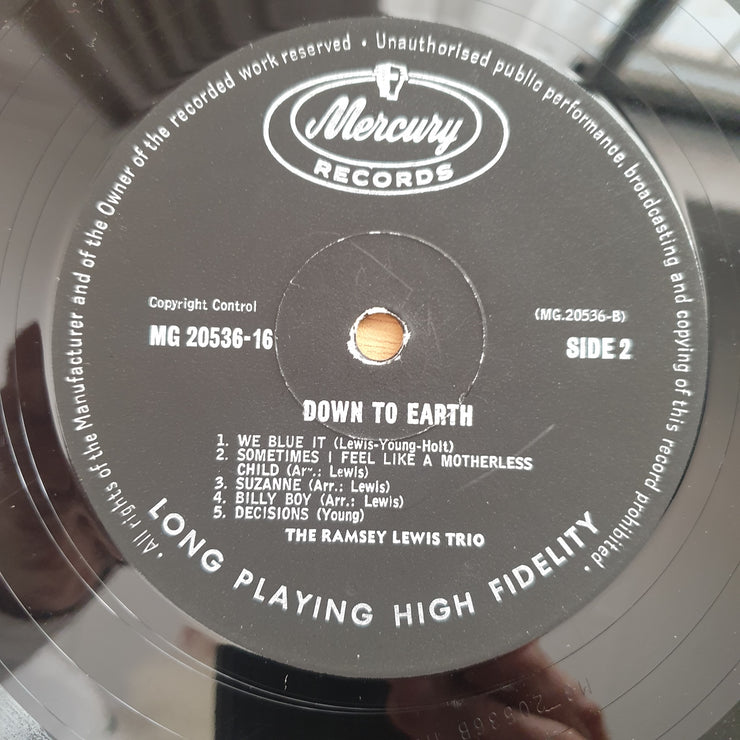 · All rights of the Manufacturer and of the Owner of the recorded work reserved · Unauthorised public performance, broadcasting and copying of this record prohibited ·
Mercury
RECORDS
Copyright Control
MG 20536-16
(MG.20536-B)
SIDE 2
DOWN TO EARTH
1. WE BLUE IT (Lewis-Young-Holt)
2. SOMETIMES I FEEL LIKE A MOTHERLESS
CHILD (Arr.: Lewis)
3. SUZANNE (Arr.: Lewis)
4. BILLY BOY (Arr.: Lewis)
5. DECISIONS (Young)
THE RAMSEY LEWIS TRIO
LONG PLAYING HIGH FIDELITY